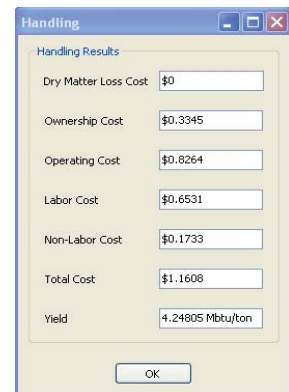 Handling
Handling Results
Dry Matter Loss Cost $0
Ownership Cost $0.3345
Operating Cost $0.8264
Labor Cost $0.6531
Non-Labor Cost $0.1733
Total Cost $1.1608
Yield 4.24805 Mbtu/ton
OK